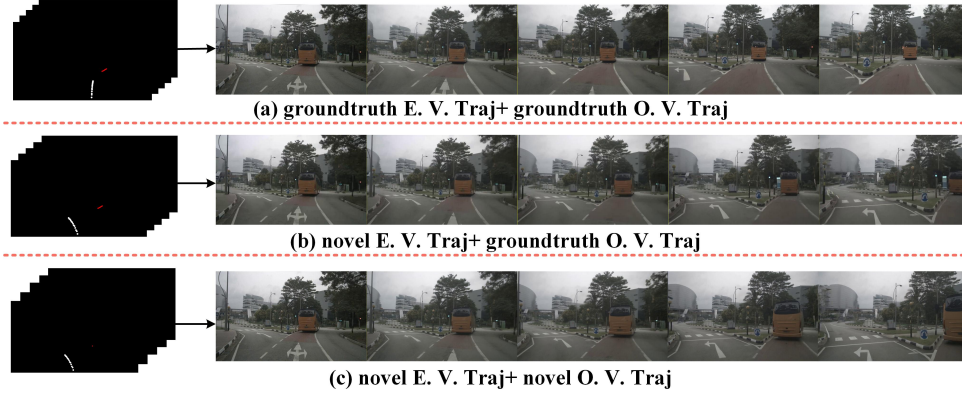 (a) groundtruth E. V. Traj+ groundtruth O. V. Traj
(b) novel E. V. Traj+ groundtruth O. V. Traj
(c) novel E. V. Traj+ novel O. V. Traj